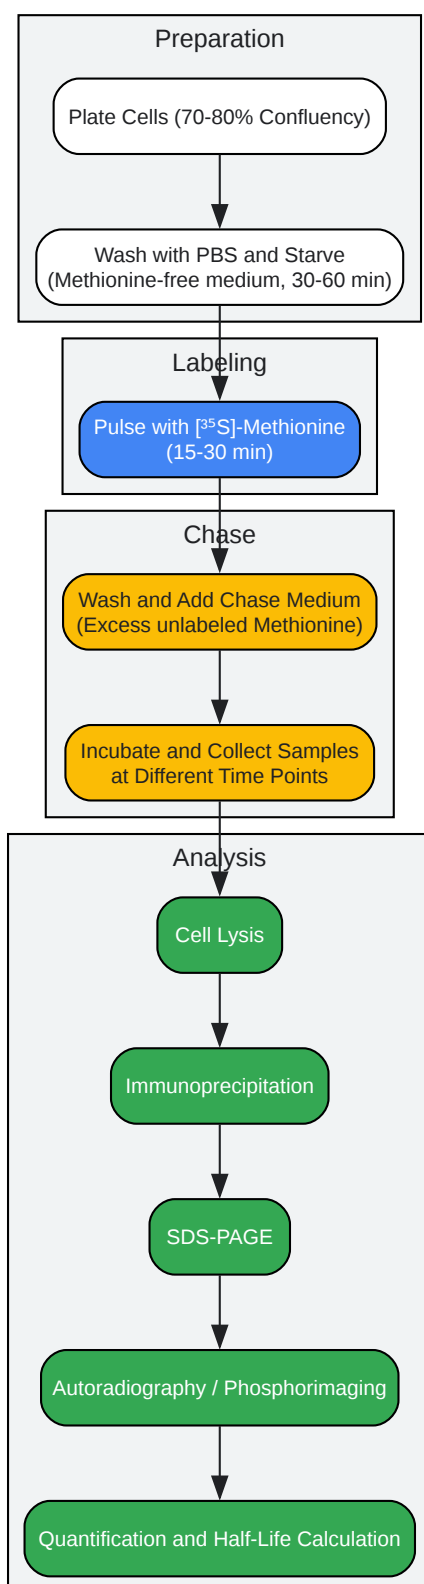 Preparation
Plate Cells (70-80% Confluency)
Wash with PBS and Starve
(Methionine-free medium, 30-60 min)
Labeling
Pulse with [³⁵S]-Methionine
(15-30 min)
Chase
Wash and Add Chase Medium
(Excess unlabeled Methionine)
Incubate and Collect Samples
at Different Time Points
Analysis
Cell Lysis
Immunoprecipitation
SDS-PAGE
Autoradiography / Phosphorimaging
Quantification and Half-Life Calculation